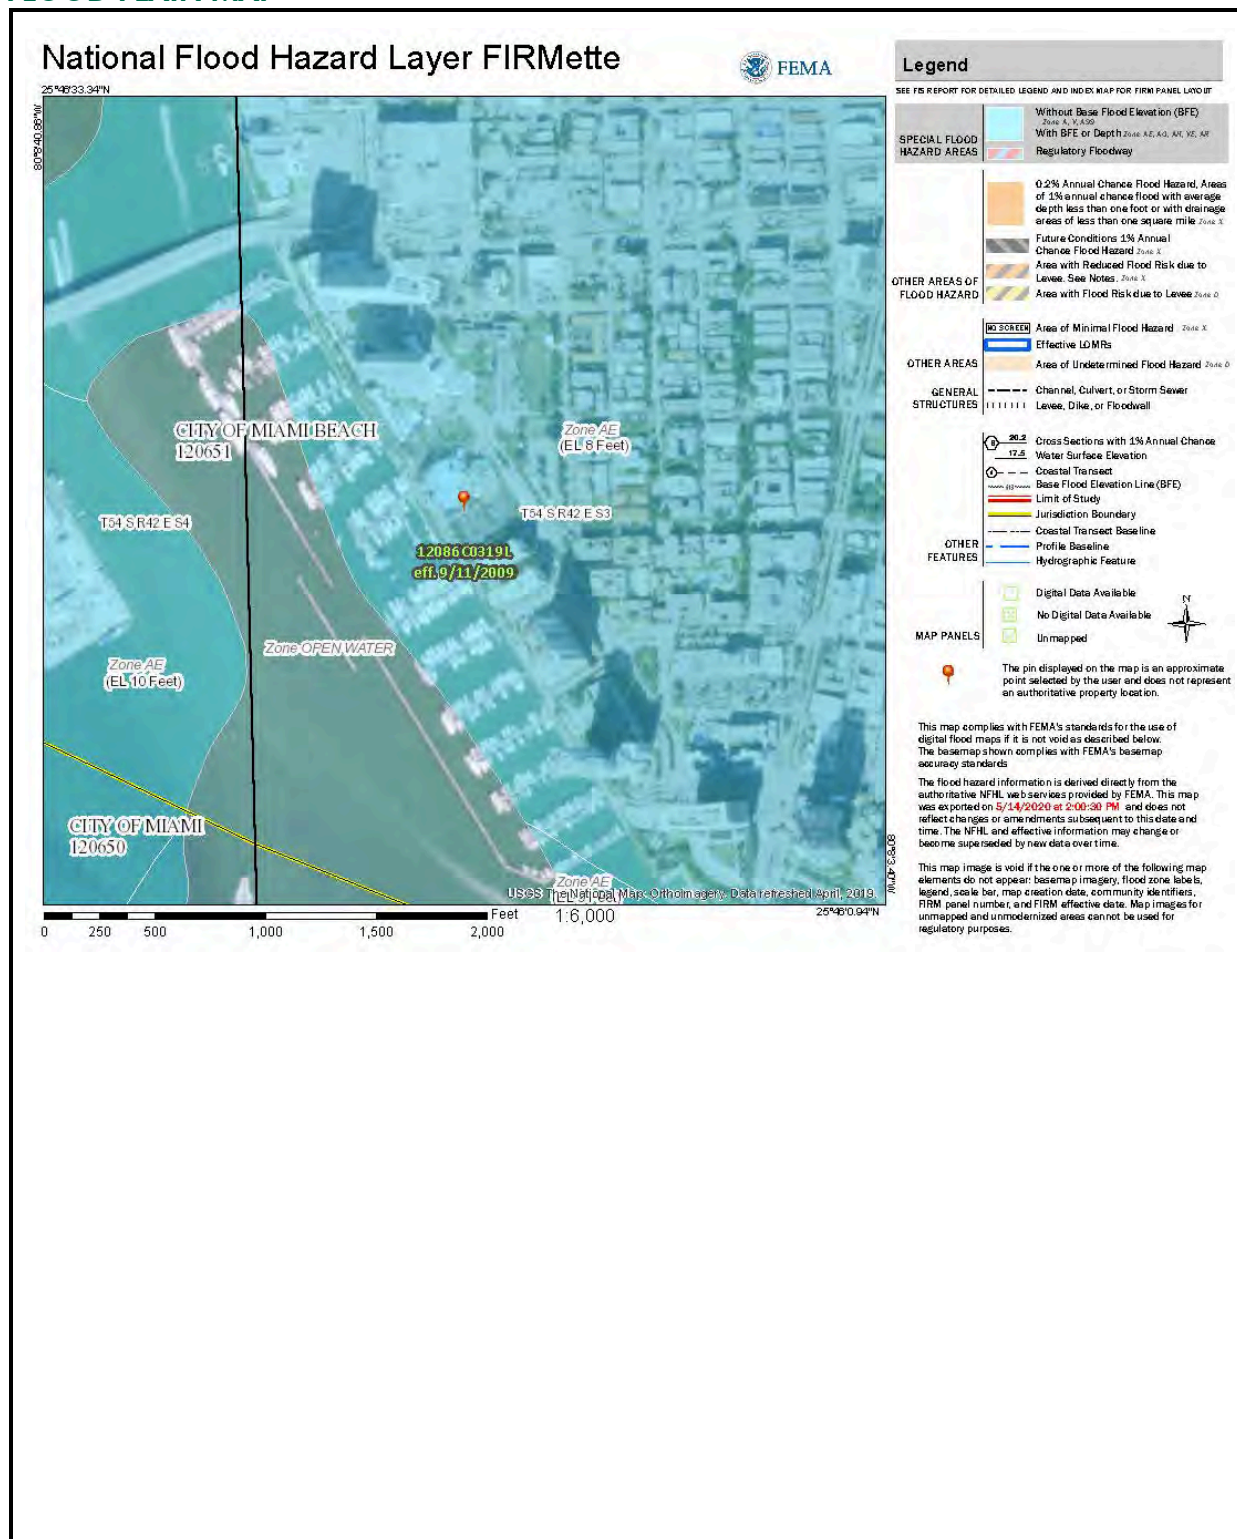 National Flood Hazard Layer FIRMette
FEMA
25°46'33.34"N
80°8'40.86"W
CITY OF MIAMI BEACH
120651
Zone AE
(EL 8 Feet)
T54 S R42 E S4
T54 S R42 E S3
12086C0319L
eff. 9/11/2009
Zone OPEN WATER
Zone AE
(EL 10 Feet)
CITY OF MIAMI
120650
Zone AE
USGS The National Map: Orthoimagery. Data refreshed April, 2019.
80°8'3.40"W
25°46'0.94"N
Feet
1:6,000
0 250 500 1,000 1,500 2,000
Legend
SEE FIS REPORT FOR DETAILED LEGEND AND INDEX MAP FOR FIRM PANEL LAYOUT
SPECIAL FLOOD
HAZARD AREAS
Without Base Flood Elevation (BFE)
Zone A, V, A99
With BFE or Depth Zone AE, AO, AH, VE, AR
Regulatory Floodway
OTHER AREAS OF
FLOOD HAZARD
0.2% Annual Chance Flood Hazard, Areas
of 1% annual chance flood with average
depth less than one foot or with drainage
areas of less than one square mile Zone X
Future Conditions 1% Annual
Chance Flood Hazard Zone X
Area with Reduced Flood Risk due to
Levee. See Notes. Zone X
Area with Flood Risk due to Levee Zone D
OTHER AREAS
NO SCREEN Area of Minimal Flood Hazard Zone X
Effective LOMRs
Area of Undetermined Flood Hazard Zone D
GENERAL
STRUCTURES
Channel, Culvert, or Storm Sewer
Levee, Dike, or Floodwall
OTHER
FEATURES
20.2 Cross Sections with 1% Annual Chance
17.5 Water Surface Elevation
Coastal Transect
Base Flood Elevation Line (BFE)
Limit of Study
Jurisdiction Boundary
Coastal Transect Baseline
Profile Baseline
Hydrographic Feature
MAP PANELS
Digital Data Available
No Digital Data Available
Unmapped
N
The pin displayed on the map is an approximate
point selected by the user and does not represent
an authoritative property location.
This map complies with FEMA's standards for the use of
digital flood maps if it is not void as described below.
The basemap shown complies with FEMA's basemap
accuracy standards
The flood hazard information is derived directly from the
authoritative NFHL web services provided by FEMA. This map
was exported on 5/14/2020 at 2:00:30 PM and does not
reflect changes or amendments subsequent to this date and
time. The NFHL and effective information may change or
become superseded by new data over time.
This map image is void if the one or more of the following map
elements do not appear: basemap imagery, flood zone labels,
legend, scale bar, map creation date, community identifiers,
FIRM panel number, and FIRM effective date. Map images for
unmapped and unmodernized areas cannot be used for
regulatory purposes.